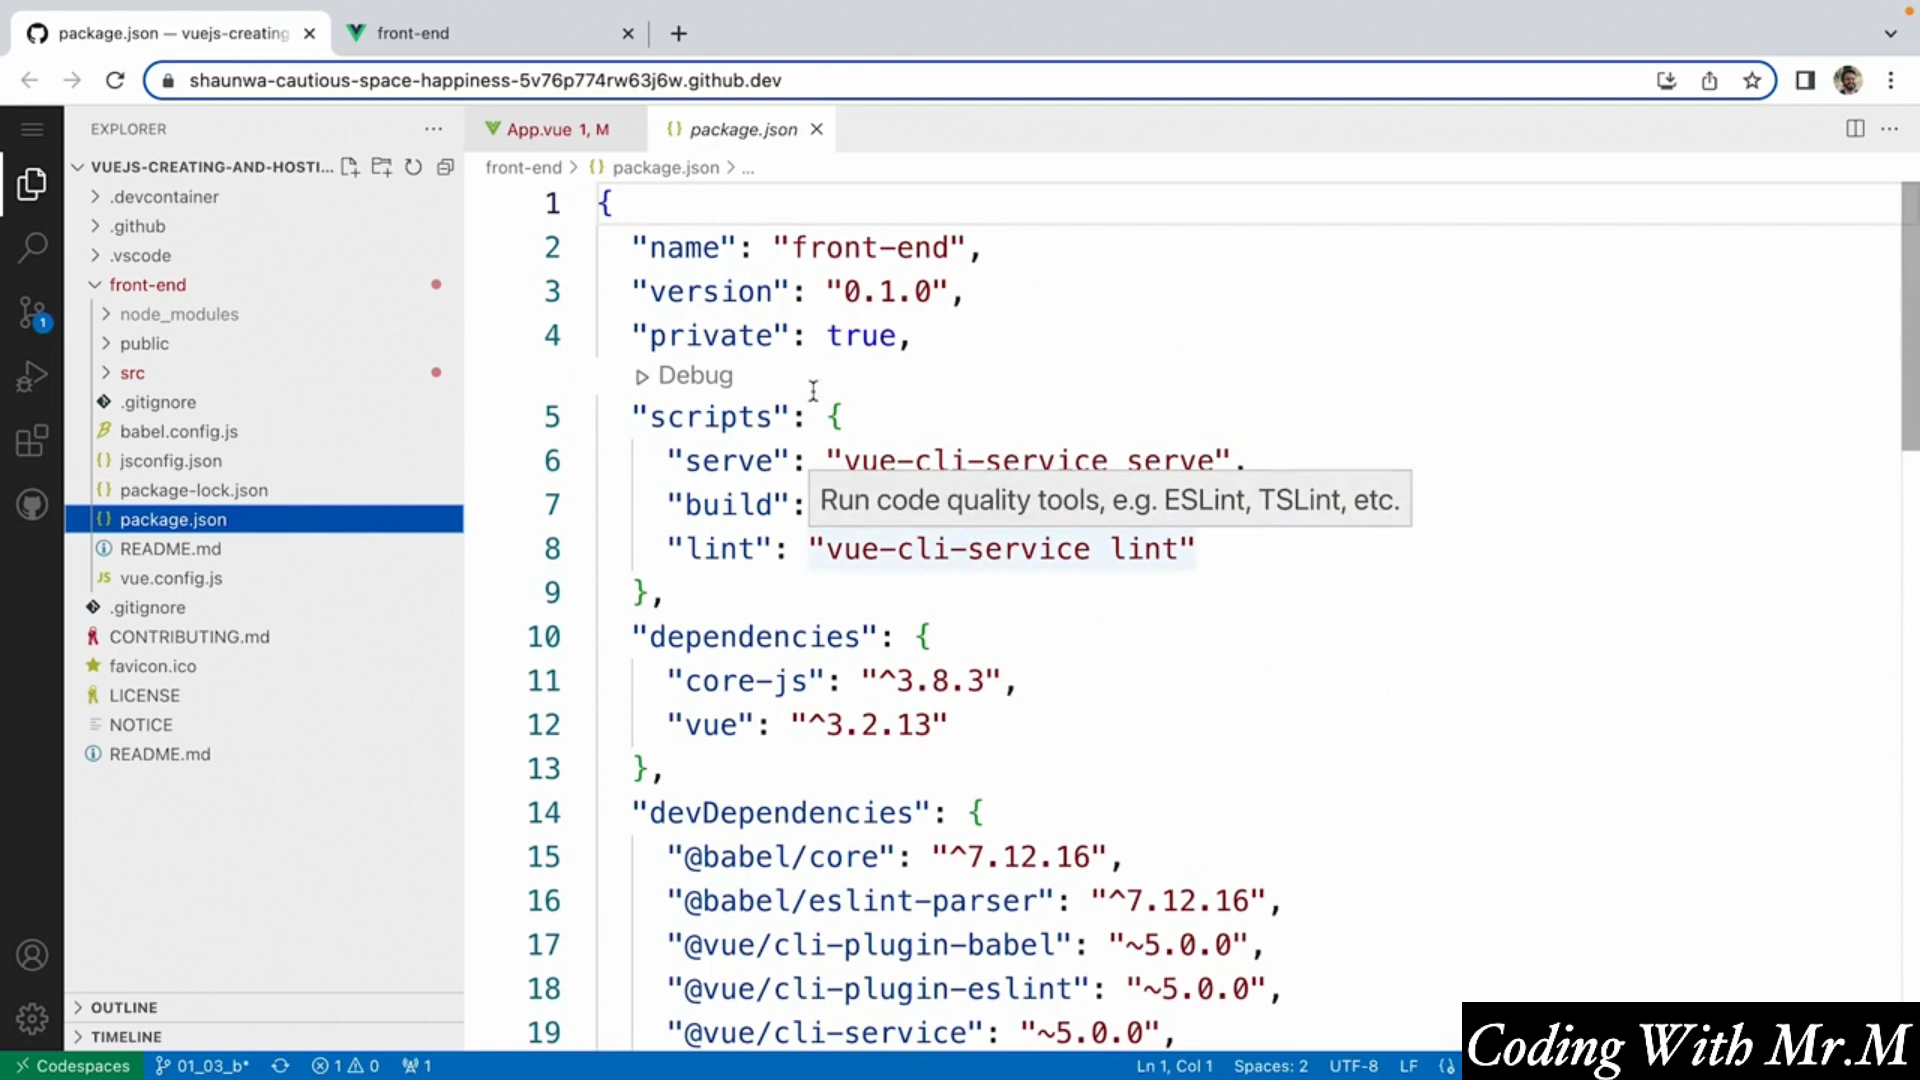 package.json — vuejs-creating
front-end
shaunwa-cautious-space-happiness-5v76p774rw63j6w.github.dev
EXPLORER
VUEJS-CREATING-AND-HOSTI...
.devcontainer
.github
.vscode
front-end
node_modules
public
src
.gitignore
babel.config.js
jsconfig.json
package-lock.json
package.json
README.md
vue.config.js
.gitignore
CONTRIBUTING.md
favicon.ico
LICENSE
NOTICE
README.md
OUTLINE
TIMELINE
App.vue 1, M
package.json
front-end > {} package.json > ...
1 {
2 "name": "front-end",
3 "version": "0.1.0",
4 "private": true,
Debug
5 "scripts": {
6 "serve": "vue-cli-service serve",
7 "build":
Run code quality tools, e.g. ESLint, TSLint, etc.
8 "lint": "vue-cli-service lint"
9 },
10 "dependencies": {
11 "core-js": "^3.8.3",
12 "vue": "^3.2.13"
13 },
14 "devDependencies": {
15 "@babel/core": "^7.12.16",
16 "@babel/eslint-parser": "^7.12.16",
17 "@vue/cli-plugin-babel": "~5.0.0",
18 "@vue/cli-plugin-eslint": "~5.0.0",
19 "@vue/cli-service": "~5.0.0",
Codespaces 01_03_b* 1 0 1 Ln 1, Col 1 Spaces: 2 UTF-8 LF {}
Coding With Mr.M